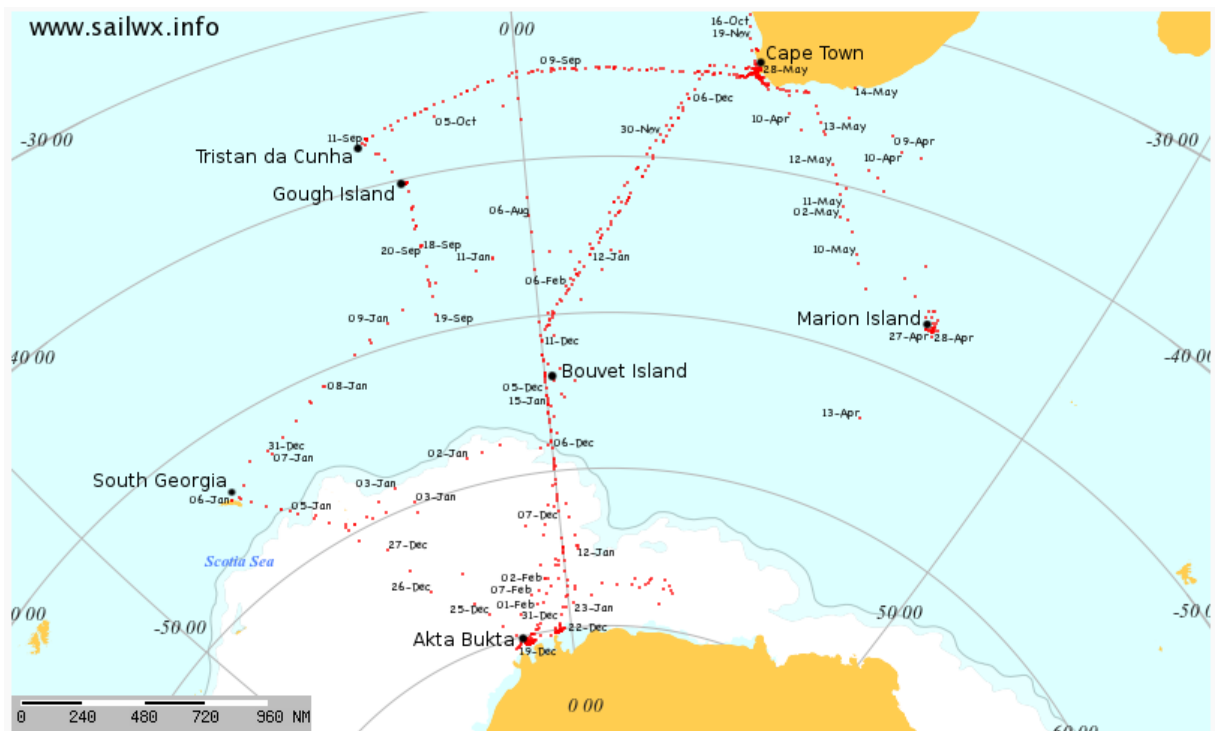 www.sailwx.info
0 00
16-Oct
19-Nov
Cape Town
28-May
09-Sep
06-Dec
14-May
05-Oct
10-Apr
30-Nov
13-May
11-Sep
09-Apr
-30 00
-30 00
Tristan da Cunha
12-May
10-Apr
Gough Island
11-May
06-Aug
02-May
18-Sep
20-Sep
11-Jan
12-Jan
10-May
06-Feb
09-Jan
19-Sep
Marion Island
27-Apr
28-Apr
11-Dec
40 00
-40 00
Bouvet Island
08-Jan
05-Dec
15-Jan
13-Apr
31-Dec
06-Dec
07-Jan
02-Jan
South Georgia
03-Jan
06-Jan
05-Jan
03-Jan
07-Dec
27-Dec
12-Jan
Scotia Sea
02-Feb
26-Dec
07-Feb
01-Feb
25-Dec
23-Jan
31-Dec
0 00
-50 00
50 00
-50
22-Dec
Akta Bukta
19-Dec
0 00
0 240 480 720 960 NM